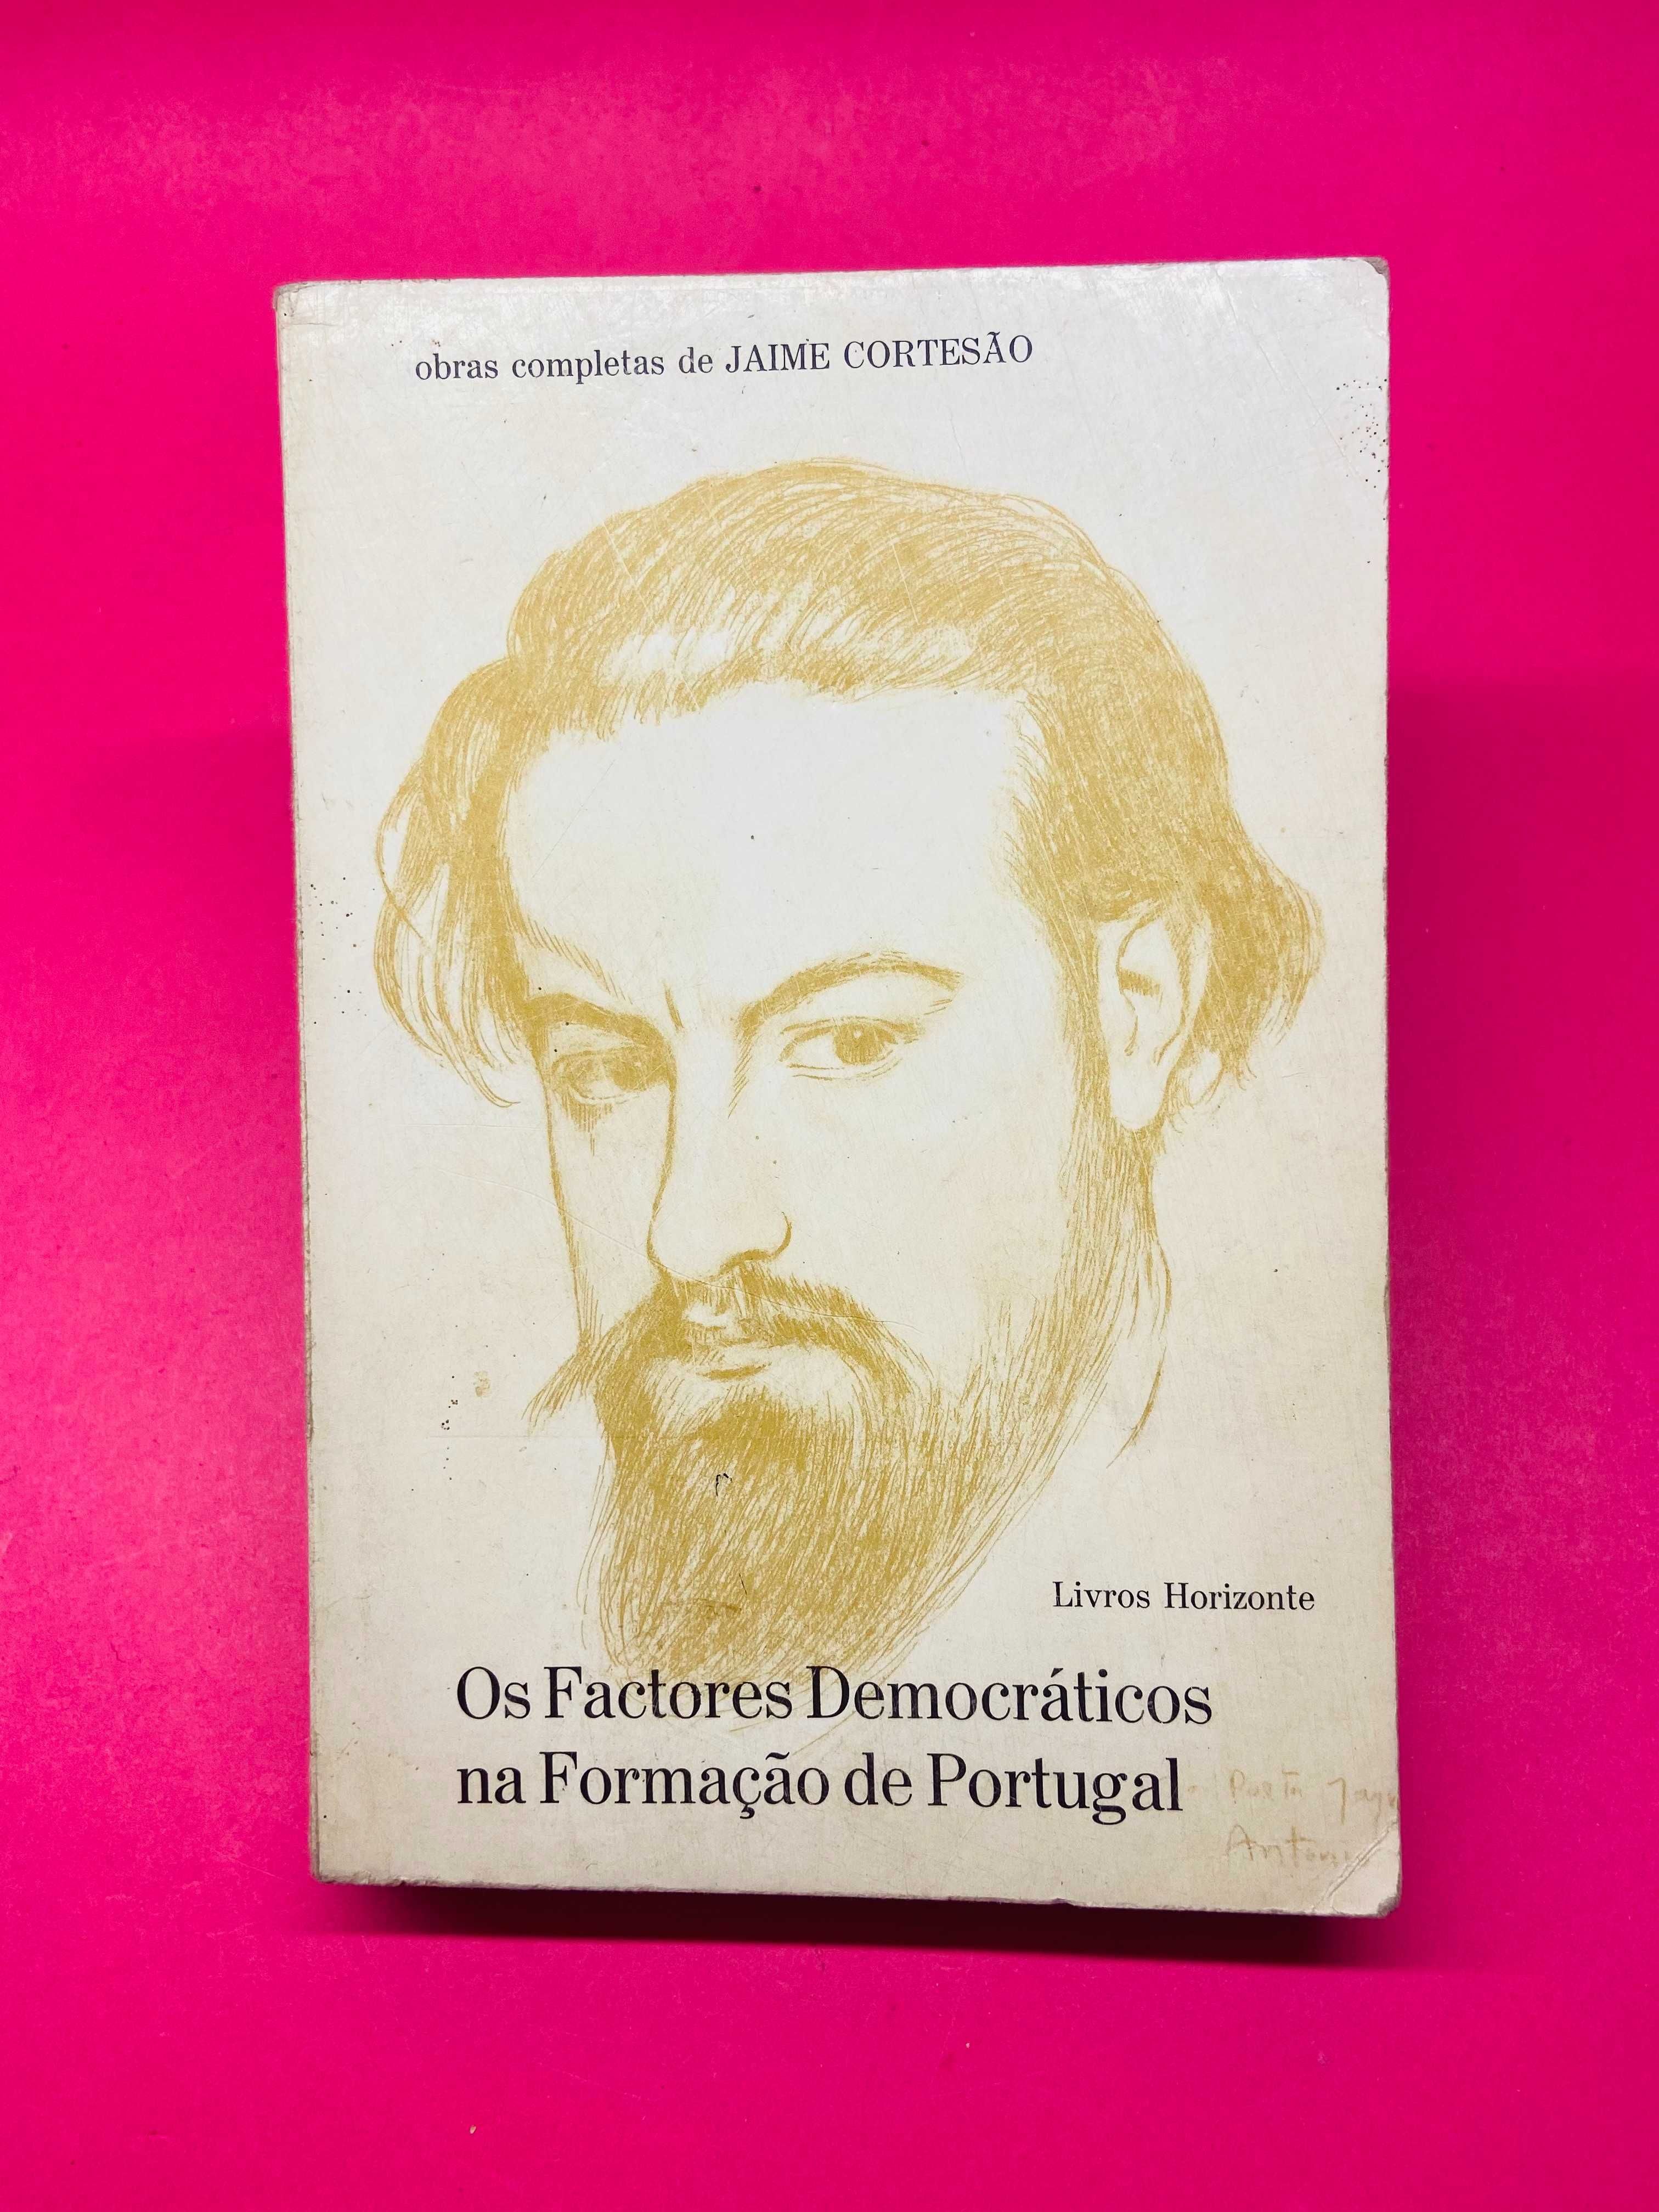 obras completas de JAIME CORTESÃO
Livros Horizonte
Os Factores Democráticos
na Formação de Portugal